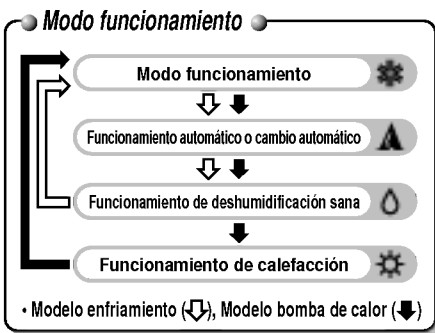 Modo funcionamiento
Modo funcionamiento
Funcionamiento automático o cambio automático
Funcionamiento de deshumidificación sana
Funcionamiento de calefacción
• Modelo enfriamiento (⇩), Modelo bomba de calor (⬇)